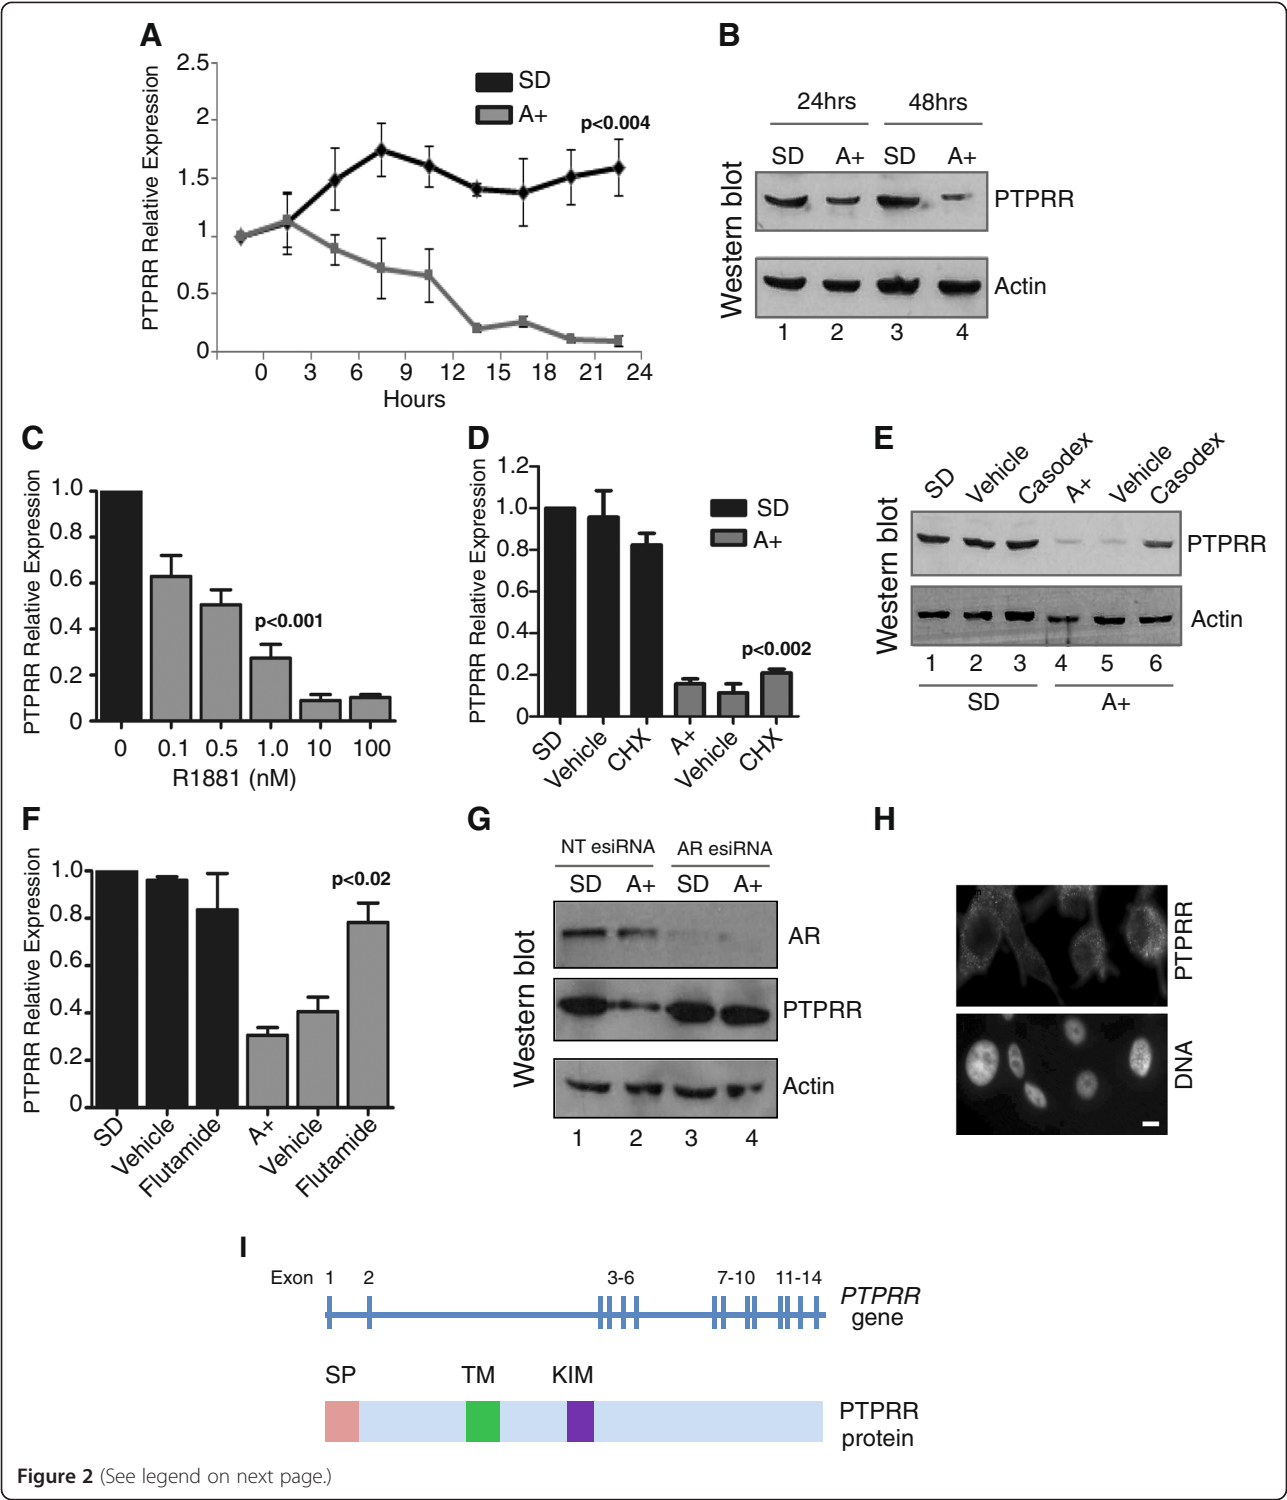 A
PTPRR Relative Expression
2.5
2
1.5
1
0.5
0
SD
A+
p<0.004
0 3 6 9 12 15 18 21 24
Hours
B
24hrs 48hrs
SD A+ SD A+
Western blot
PTPRR
Actin
1 2 3 4
C
PTPRR Relative Expression
1.0
0.8
0.6
0.4
0.2
0
p<0.001
0 0.1 0.5 1.0 10 100
R1881 (nM)
D
PTPRR Relative Expression
1.2
1.0
0.8
0.6
0.4
0.2
0
SD
A+
p<0.002
SD Vehicle CHX A+ Vehicle CHX
E
SD Vehicle Casodex A+ Vehicle Casodex
Western blot
PTPRR
Actin
1 2 3 4 5 6
SD A+
F
PTPRR Relative Expression
1.0
0.8
0.6
0.4
0.2
0
p<0.02
SD Vehicle Flutamide A+ Vehicle Flutamide
G
NT esiRNA AR esiRNA
SD A+ SD A+
Western blot
AR
PTPRR
Actin
1 2 3 4
H
PTPRR
DNA
I
Exon 1 2 3-6 7-10 11-14
PTPRR
gene
SP TM KIM
PTPRR
protein
Figure 2 (See legend on next page.)